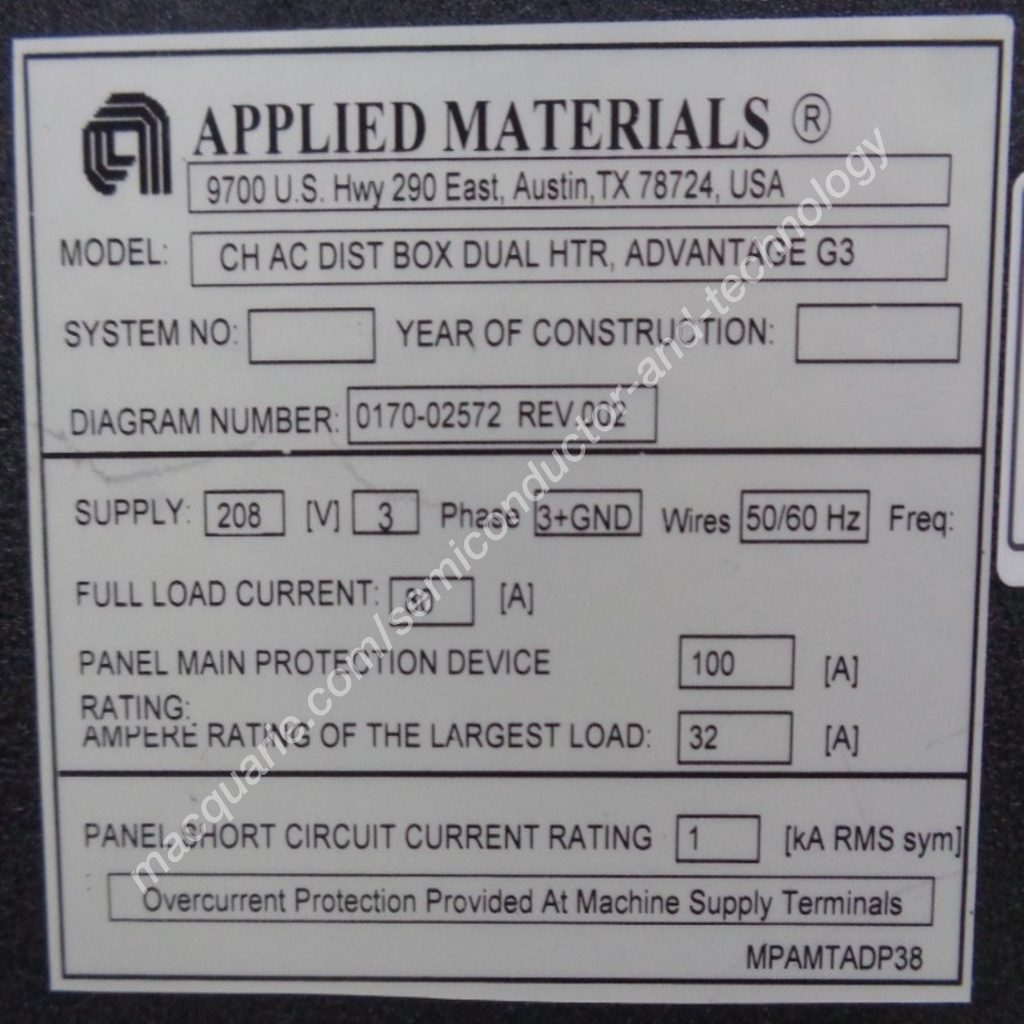 APPLIED MATERIALS ®
9700 U.S. Hwy 290 East, Austin,TX 78724, USA
MODEL: CH AC DIST BOX DUAL HTR, ADVANTAGE G3
SYSTEM NO: YEAR OF CONSTRUCTION:
DIAGRAM NUMBER: 0170-02572 REV.002
SUPPLY: 208 [V] 3 Phase 3+GND Wires 50/60 Hz Freq:
FULL LOAD CURRENT: [A]
PANEL MAIN PROTECTION DEVICE 100 [A]
RATING:
AMPERE RATING OF THE LARGEST LOAD: 32 [A]
PANEL SHORT CIRCUIT CURRENT RATING 1 [kA RMS sym]
Overcurrent Protection Provided At Machine Supply Terminals
MPAMTADP38
macquarie.com/semiconductor-and-tecnology